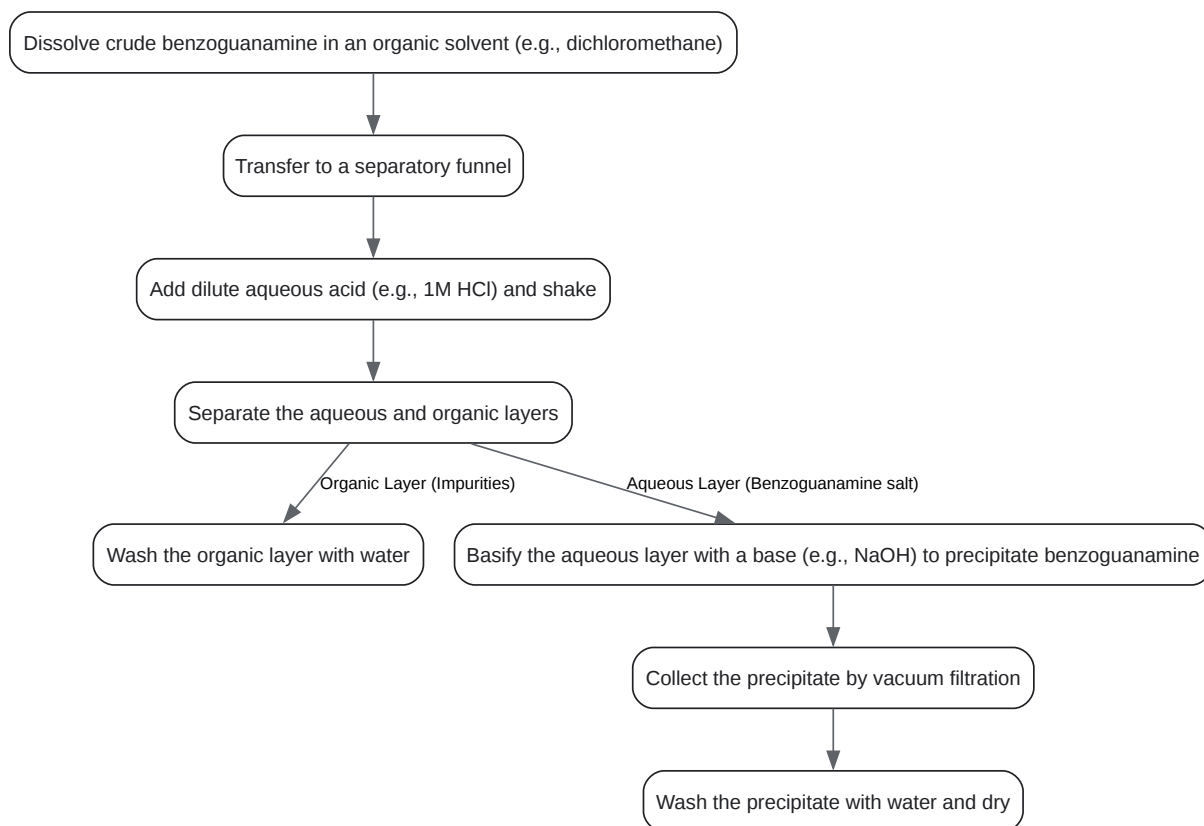 Dissolve crude benzoguanamine in an organic solvent (e.g., dichloromethane)
Transfer to a separatory funnel
Add dilute aqueous acid (e.g., 1M HCl) and shake
Separate the aqueous and organic layers
Organic Layer (Impurities)
Aqueous Layer (Benzoguanamine salt)
Wash the organic layer with water
Basify the aqueous layer with a base (e.g., NaOH) to precipitate benzoguanamine
Collect the precipitate by vacuum filtration
Wash the precipitate with water and dry